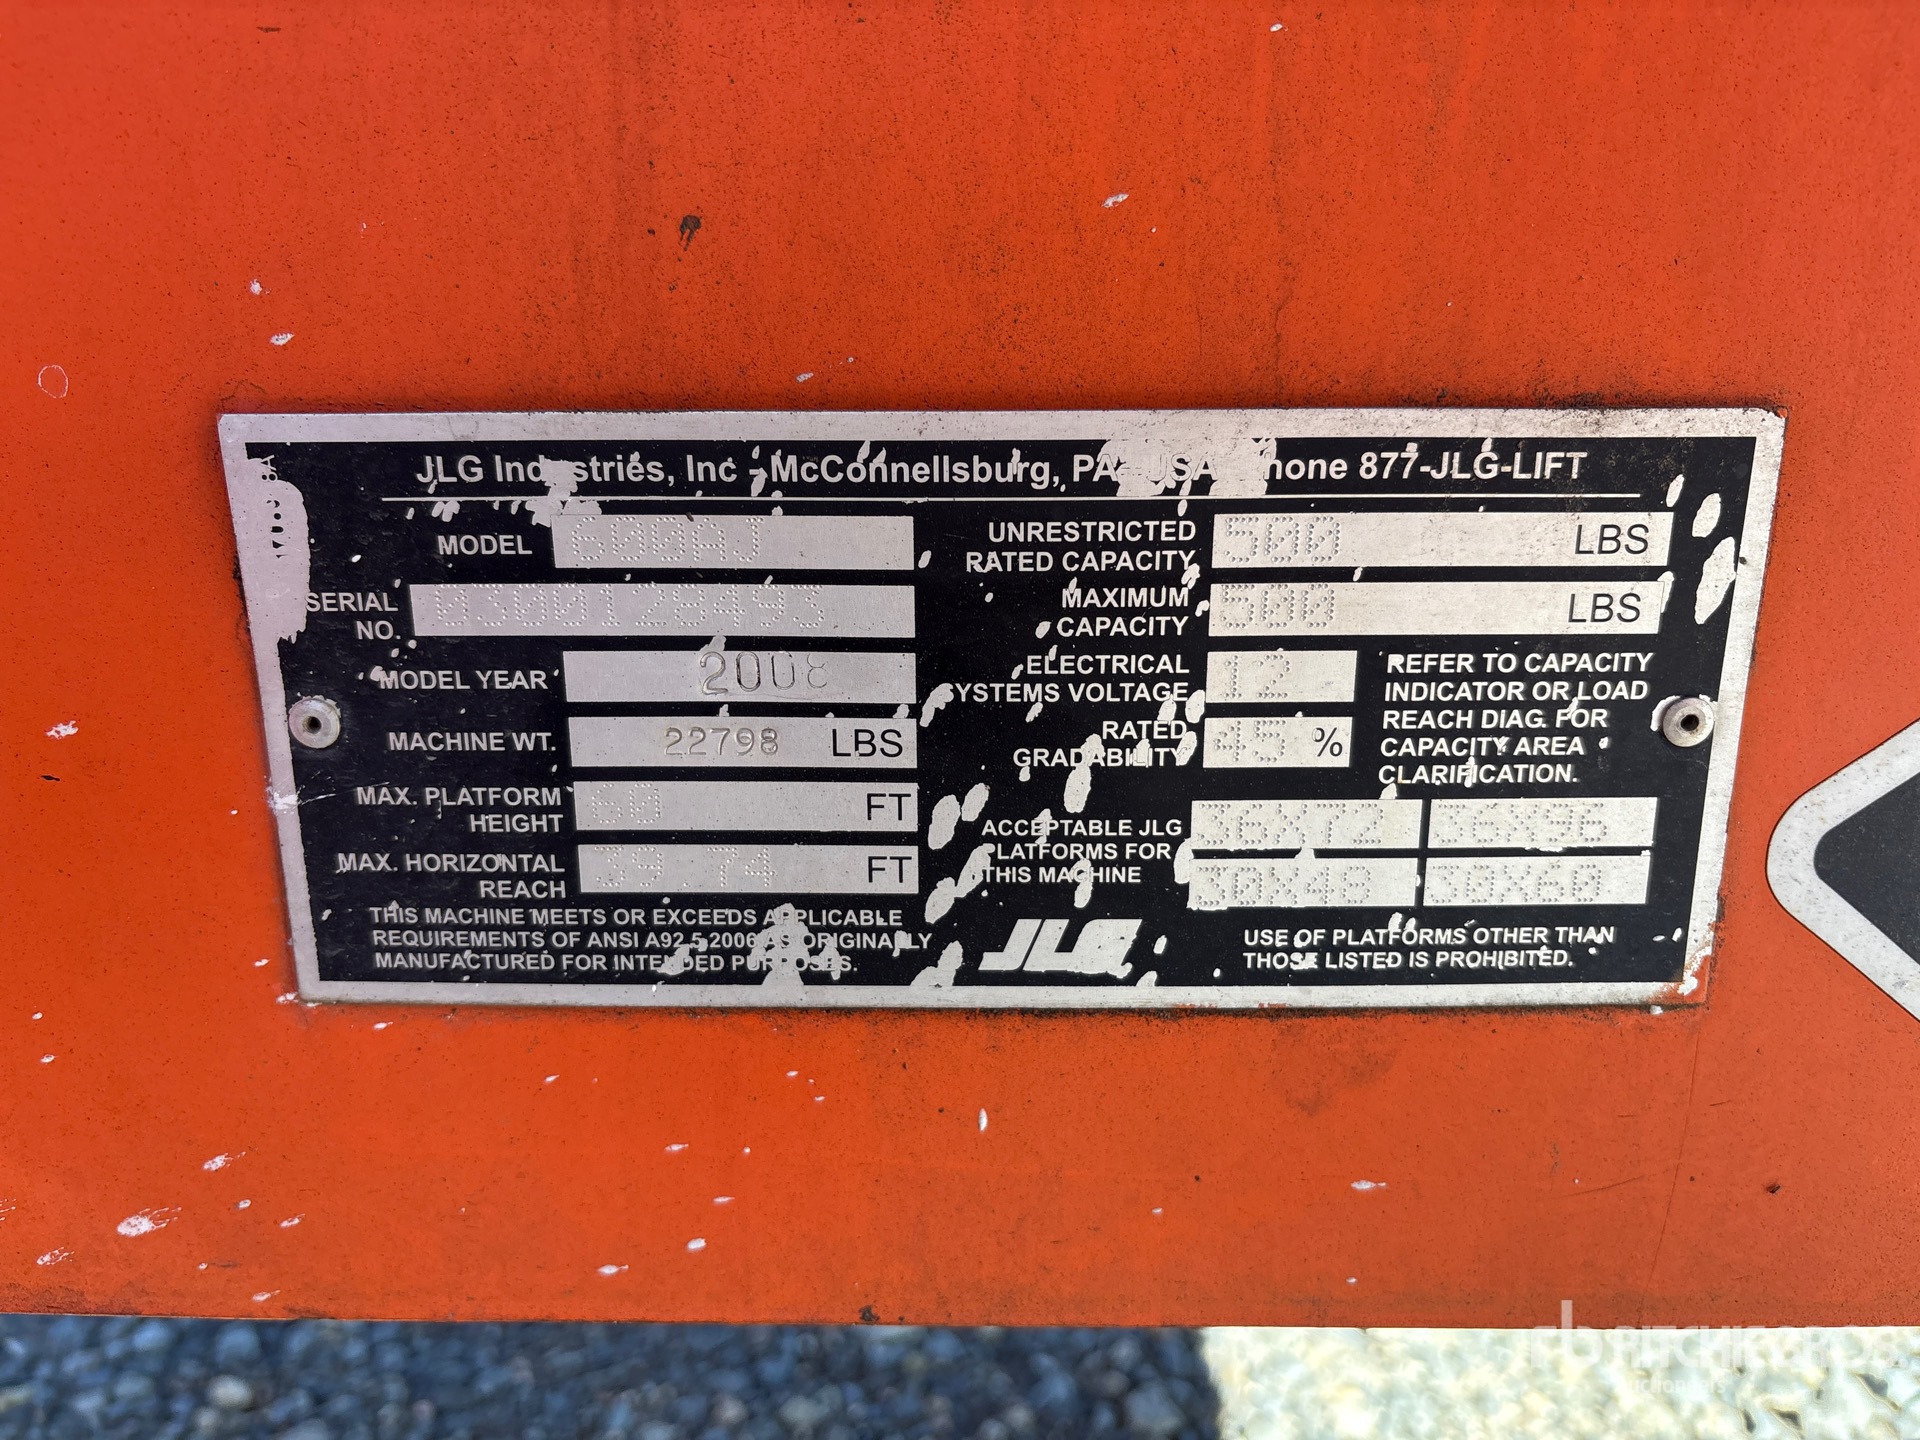 JLG Industries, Inc - McConnellsburg, PA - USA Phone 877-JLG-LIFT
MODEL 600AJ
SERIAL NO. 0300126493
MODEL YEAR 2008
MACHINE WT. 22798 LBS
MAX. PLATFORM HEIGHT 60 FT
MAX. HORIZONTAL REACH 39.74 FT
THIS MACHINE MEETS OR EXCEEDS APPLICABLE
REQUIREMENTS OF ANSI A92.5.2006 AS ORIGINALLY
MANUFACTURED FOR INTENDED PURPOSES.
UNRESTRICTED RATED CAPACITY 500 LBS
MAXIMUM CAPACITY 500 LBS
ELECTRICAL SYSTEMS VOLTAGE 12
RATED GRADABILITY 45 %
REFER TO CAPACITY
INDICATOR OR LOAD
REACH DIAG. FOR
CAPACITY AREA
CLARIFICATION.
ACCEPTABLE JLG
PLATFORMS FOR
THIS MACHINE
36X72 36X96
30X48 30X60
JLG
USE OF PLATFORMS OTHER THAN
THOSE LISTED IS PROHIBITED.